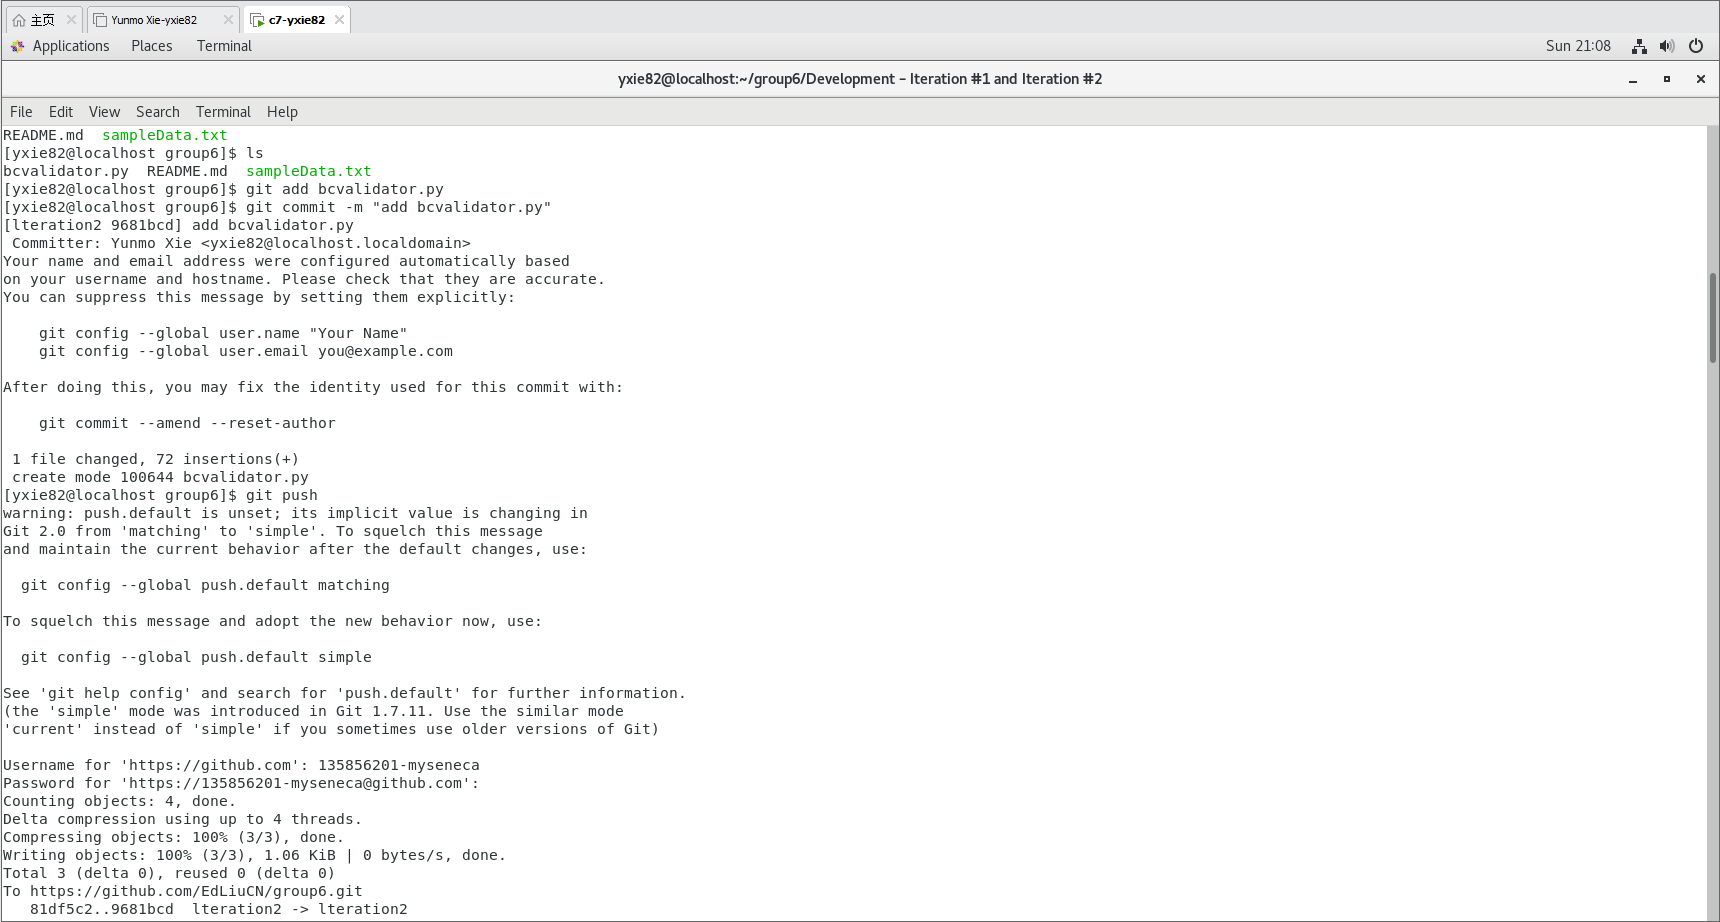 主页 Yunmo Xie-yxie82 c7-yxie82
Applications Places Terminal Sun 21:08
yxie82@localhost:~/group6/Development – Iteration #1 and Iteration #2
File Edit View Search Terminal Help
README.md  sampleData.txt
[yxie82@localhost group6]$ ls
bcvalidator.py  README.md  sampleData.txt
[yxie82@localhost group6]$ git add bcvalidator.py
[yxie82@localhost group6]$ git commit -m "add bcvalidator.py"
[lteration2 9681bcd] add bcvalidator.py
 Committer: Yunmo Xie <yxie82@localhost.localdomain>
Your name and email address were configured automatically based
on your username and hostname. Please check that they are accurate.
You can suppress this message by setting them explicitly:
    git config --global user.name "Your Name"
    git config --global user.email you@example.com
After doing this, you may fix the identity used for this commit with:
    git commit --amend --reset-author
 1 file changed, 72 insertions(+)
 create mode 100644 bcvalidator.py
[yxie82@localhost group6]$ git push
warning: push.default is unset; its implicit value is changing in
Git 2.0 from 'matching' to 'simple'. To squelch this message
and maintain the current behavior after the default changes, use:
  git config --global push.default matching
To squelch this message and adopt the new behavior now, use:
  git config --global push.default simple
See 'git help config' and search for 'push.default' for further information.
(the 'simple' mode was introduced in Git 1.7.11. Use the similar mode
'current' instead of 'simple' if you sometimes use older versions of Git)
Username for 'https://github.com': 135856201-myseneca
Password for 'https://135856201-myseneca@github.com':
Counting objects: 4, done.
Delta compression using up to 4 threads.
Compressing objects: 100% (3/3), done.
Writing objects: 100% (3/3), 1.06 KiB | 0 bytes/s, done.
Total 3 (delta 0), reused 0 (delta 0)
To https://github.com/EdLiuCN/group6.git
   81df5c2..9681bcd  lteration2 -> lteration2